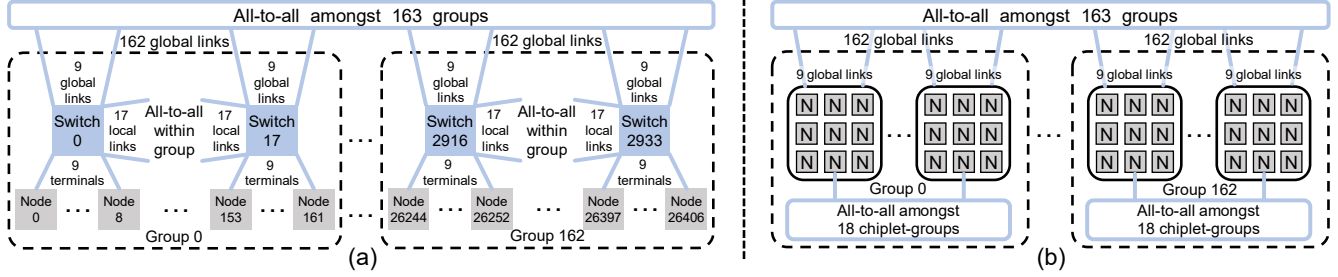 All-to-all amongst 163 groups
162 global links
162 global links
9
global
links
9
global
links
9
global
links
9
global
links
Switch
0
17
local
links
All-to-all
within
group
17
local
links
Switch
17
...
Switch
2916
17
local
links
All-to-all
within
group
17
local
links
Switch
2933
9
terminals
9
terminals
9
terminals
9
terminals
Node
0
...
Node
8
...
Node
153
...
Node
161
...
Node
26244
...
Node
26252
...
Node
26397
...
Node
26406
Group 0
Group 162
(a)
All-to-all amongst 163 groups
162 global links
162 global links
9 global links
9 global links
9 global links
9 global links
N N N
N N N
N N N
...
N N N
N N N
N N N
...
N N N
N N N
N N N
...
N N N
N N N
N N N
Group 0
Group 162
All-to-all amongst
18 chiplet-groups
All-to-all amongst
18 chiplet-groups
(b)